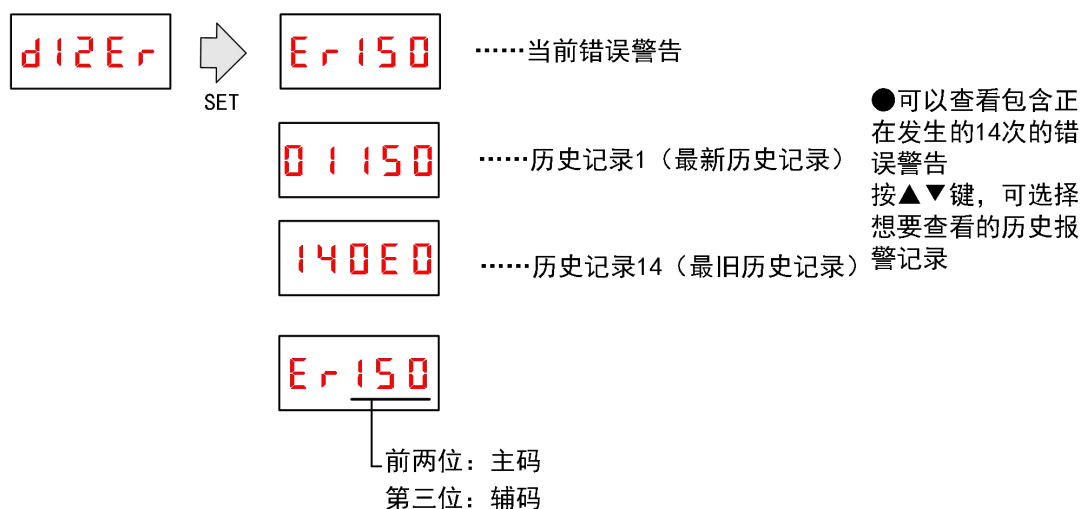 d12Er
SET
Er150
……当前错误警告
01150
……历史记录1（最新历史记录）
140E0
……历史记录14（最旧历史记录）
●可以查看包含正
在发生的14次的错
误警告
按▲▼键，可选择
想要查看的历史报
警记录
Er150
前两位：主码
第三位：辅码